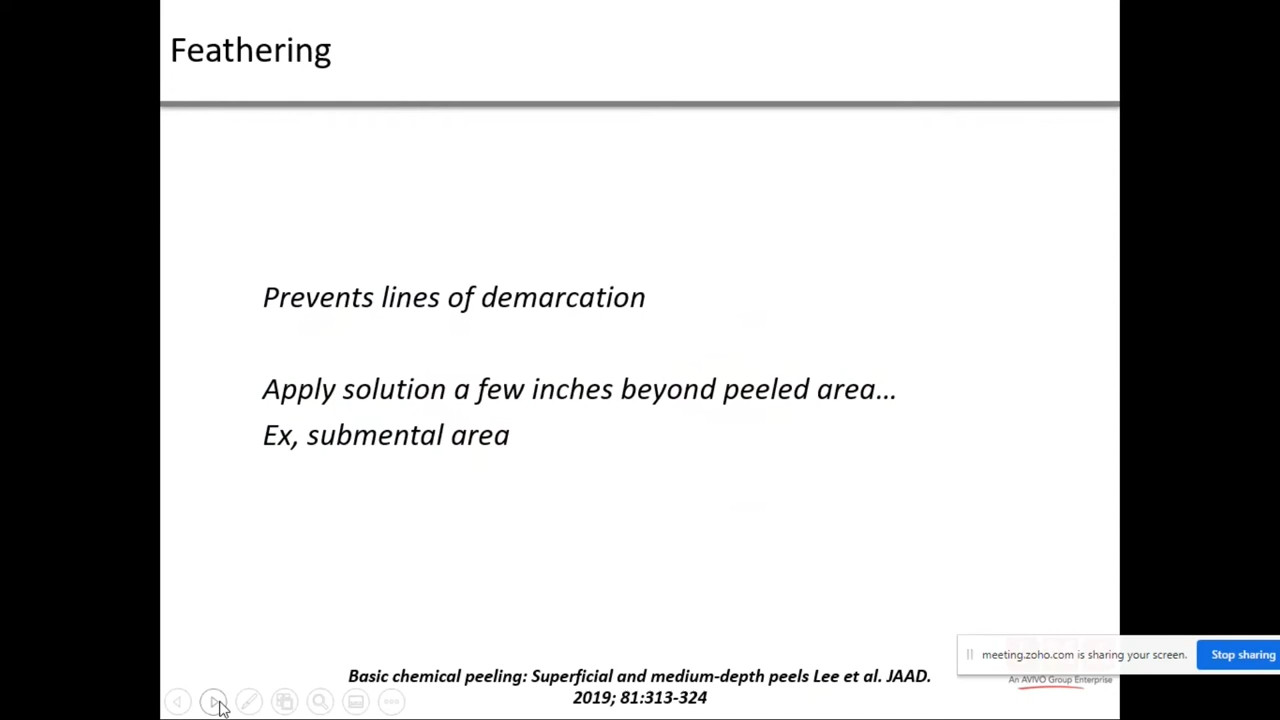 Feathering
Prevents lines of demarcation
Apply solution a few inches beyond peeled area...
Ex, submental area
meeting.zoho.com is sharing your screen.
Stop sharing
An AVIVO Group Enterprise
Basic chemical peeling: Superficial and medium-depth peels Lee et al. JAAD.
2019; 81:313-324